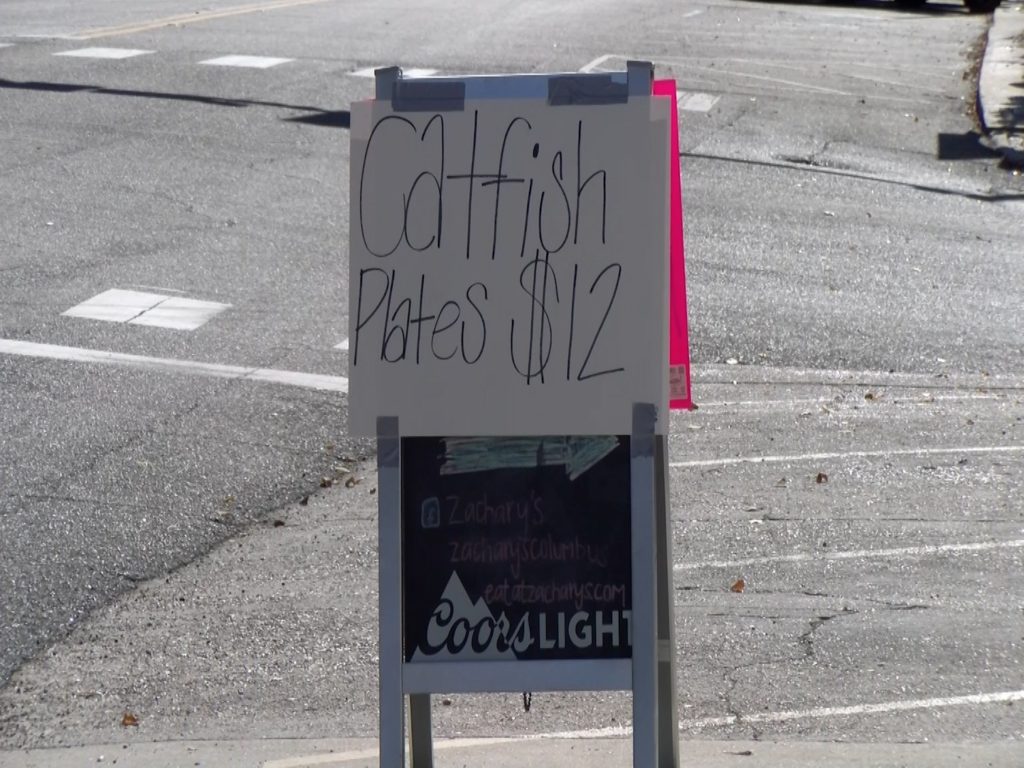 Catfish
Plates $12
Zachary's
zacharyscolumbus
eatatzacharys.com
Coors LIGHT